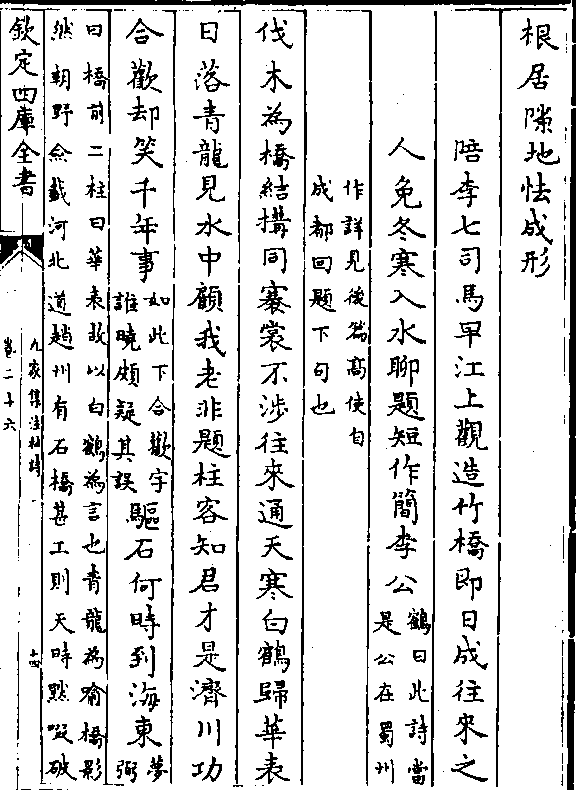 根居隙地怯成形
陪李七司馬早江上觀造竹橋即日成往來之
人免冬寒入水聊題短作簡李公鶴曰此詩當
是公在蜀州
作詳見後篇高使自
成都回題下句也
伐木為橋結搆同褰裳不涉往來通天寒白鶴歸華表
日落青龍見水中顧我老非題柱客知君才是濟川功
合歡却笑千年事如此下合歡字
誰曉頗疑其誤驅石何時到海東夢
弼
曰橋前二柱曰華表故以白鶴為言也青龍為喻橋影
然朝野僉載河北道趙州有石橋甚工則天時黙啜破
欽定四庫全書
九家集注杜詩
卷二十六
十四